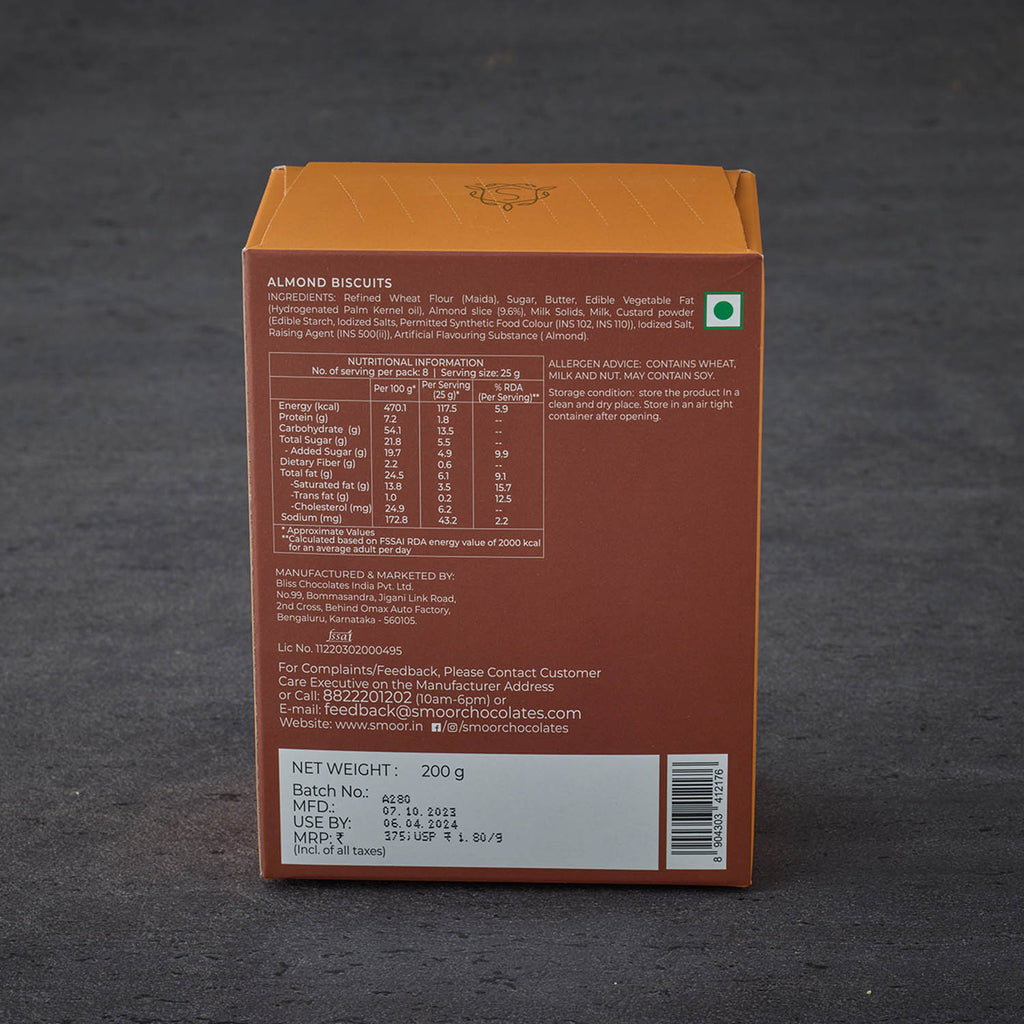 S
ALMOND BISCUITS
INGREDIENTS: Refined Wheat Flour (Maida), Sugar, Butter, Edible Vegetable Fat
(Hydrogenated Palm Kernel oil), Almond slice (9.6%), Milk Solids, Milk, Custard powder
(Edible Starch, Iodized Salts, Permitted Synthetic Food Colour (INS 102, INS 110)), Iodized Salt,
Raising Agent (INS 500(ii)), Artificial Flavouring Substance ( Almond).
NUTRITIONAL INFORMATION
No. of serving per pack: 8 | Serving size: 25 g
Per 100 g* Per Serving (25 g)* % RDA (Per Serving)**
Energy (kcal) 470.1 117.5 5.9
Protein (g) 7.2 1.8 --
Carbohydrate (g) 54.1 13.5 --
Total Sugar (g) 21.8 5.5 --
- Added Sugar (g) 19.7 4.9 9.9
Dietary Fiber (g) 2.2 0.6 --
Total fat (g) 24.5 6.1 9.1
-Saturated fat (g) 13.8 3.5 15.7
-Trans fat (g) 1.0 0.2 12.5
-Cholesterol (mg) 24.9 6.2 --
Sodium (mg) 172.8 43.2 2.2
* Approximate Values
**Calculated based on FSSAI RDA energy value of 2000 kcal
for an average adult per day
ALLERGEN ADVICE: CONTAINS WHEAT,
MILK AND NUT. MAY CONTAIN SOY.
Storage condition: store the product In a
clean and dry place. Store in an air tight
container after opening.
MANUFACTURED & MARKETED BY:
Bliss Chocolates India Pvt. Ltd.
No.99, Bommasandra, Jigani Link Road,
2nd Cross, Behind Omax Auto Factory,
Bengaluru, Karnataka - 560105.
fssai
Lic No. 11220302000495
For Complaints/Feedback, Please Contact Customer
Care Executive on the Manufacturer Address
or Call: 8822201202 (10am-6pm) or
E-mail: feedback@smoorchocolates.com
Website: www.smoor.in f/ /smoorchocolates
NET WEIGHT : 200 g
Batch No.: A280
MFD.: 07.10.2023
USE BY: 06.04.2024
MRP: ₹ 375;USP ₹ 1.80/g
(Incl. of all taxes)
8 904303 412176